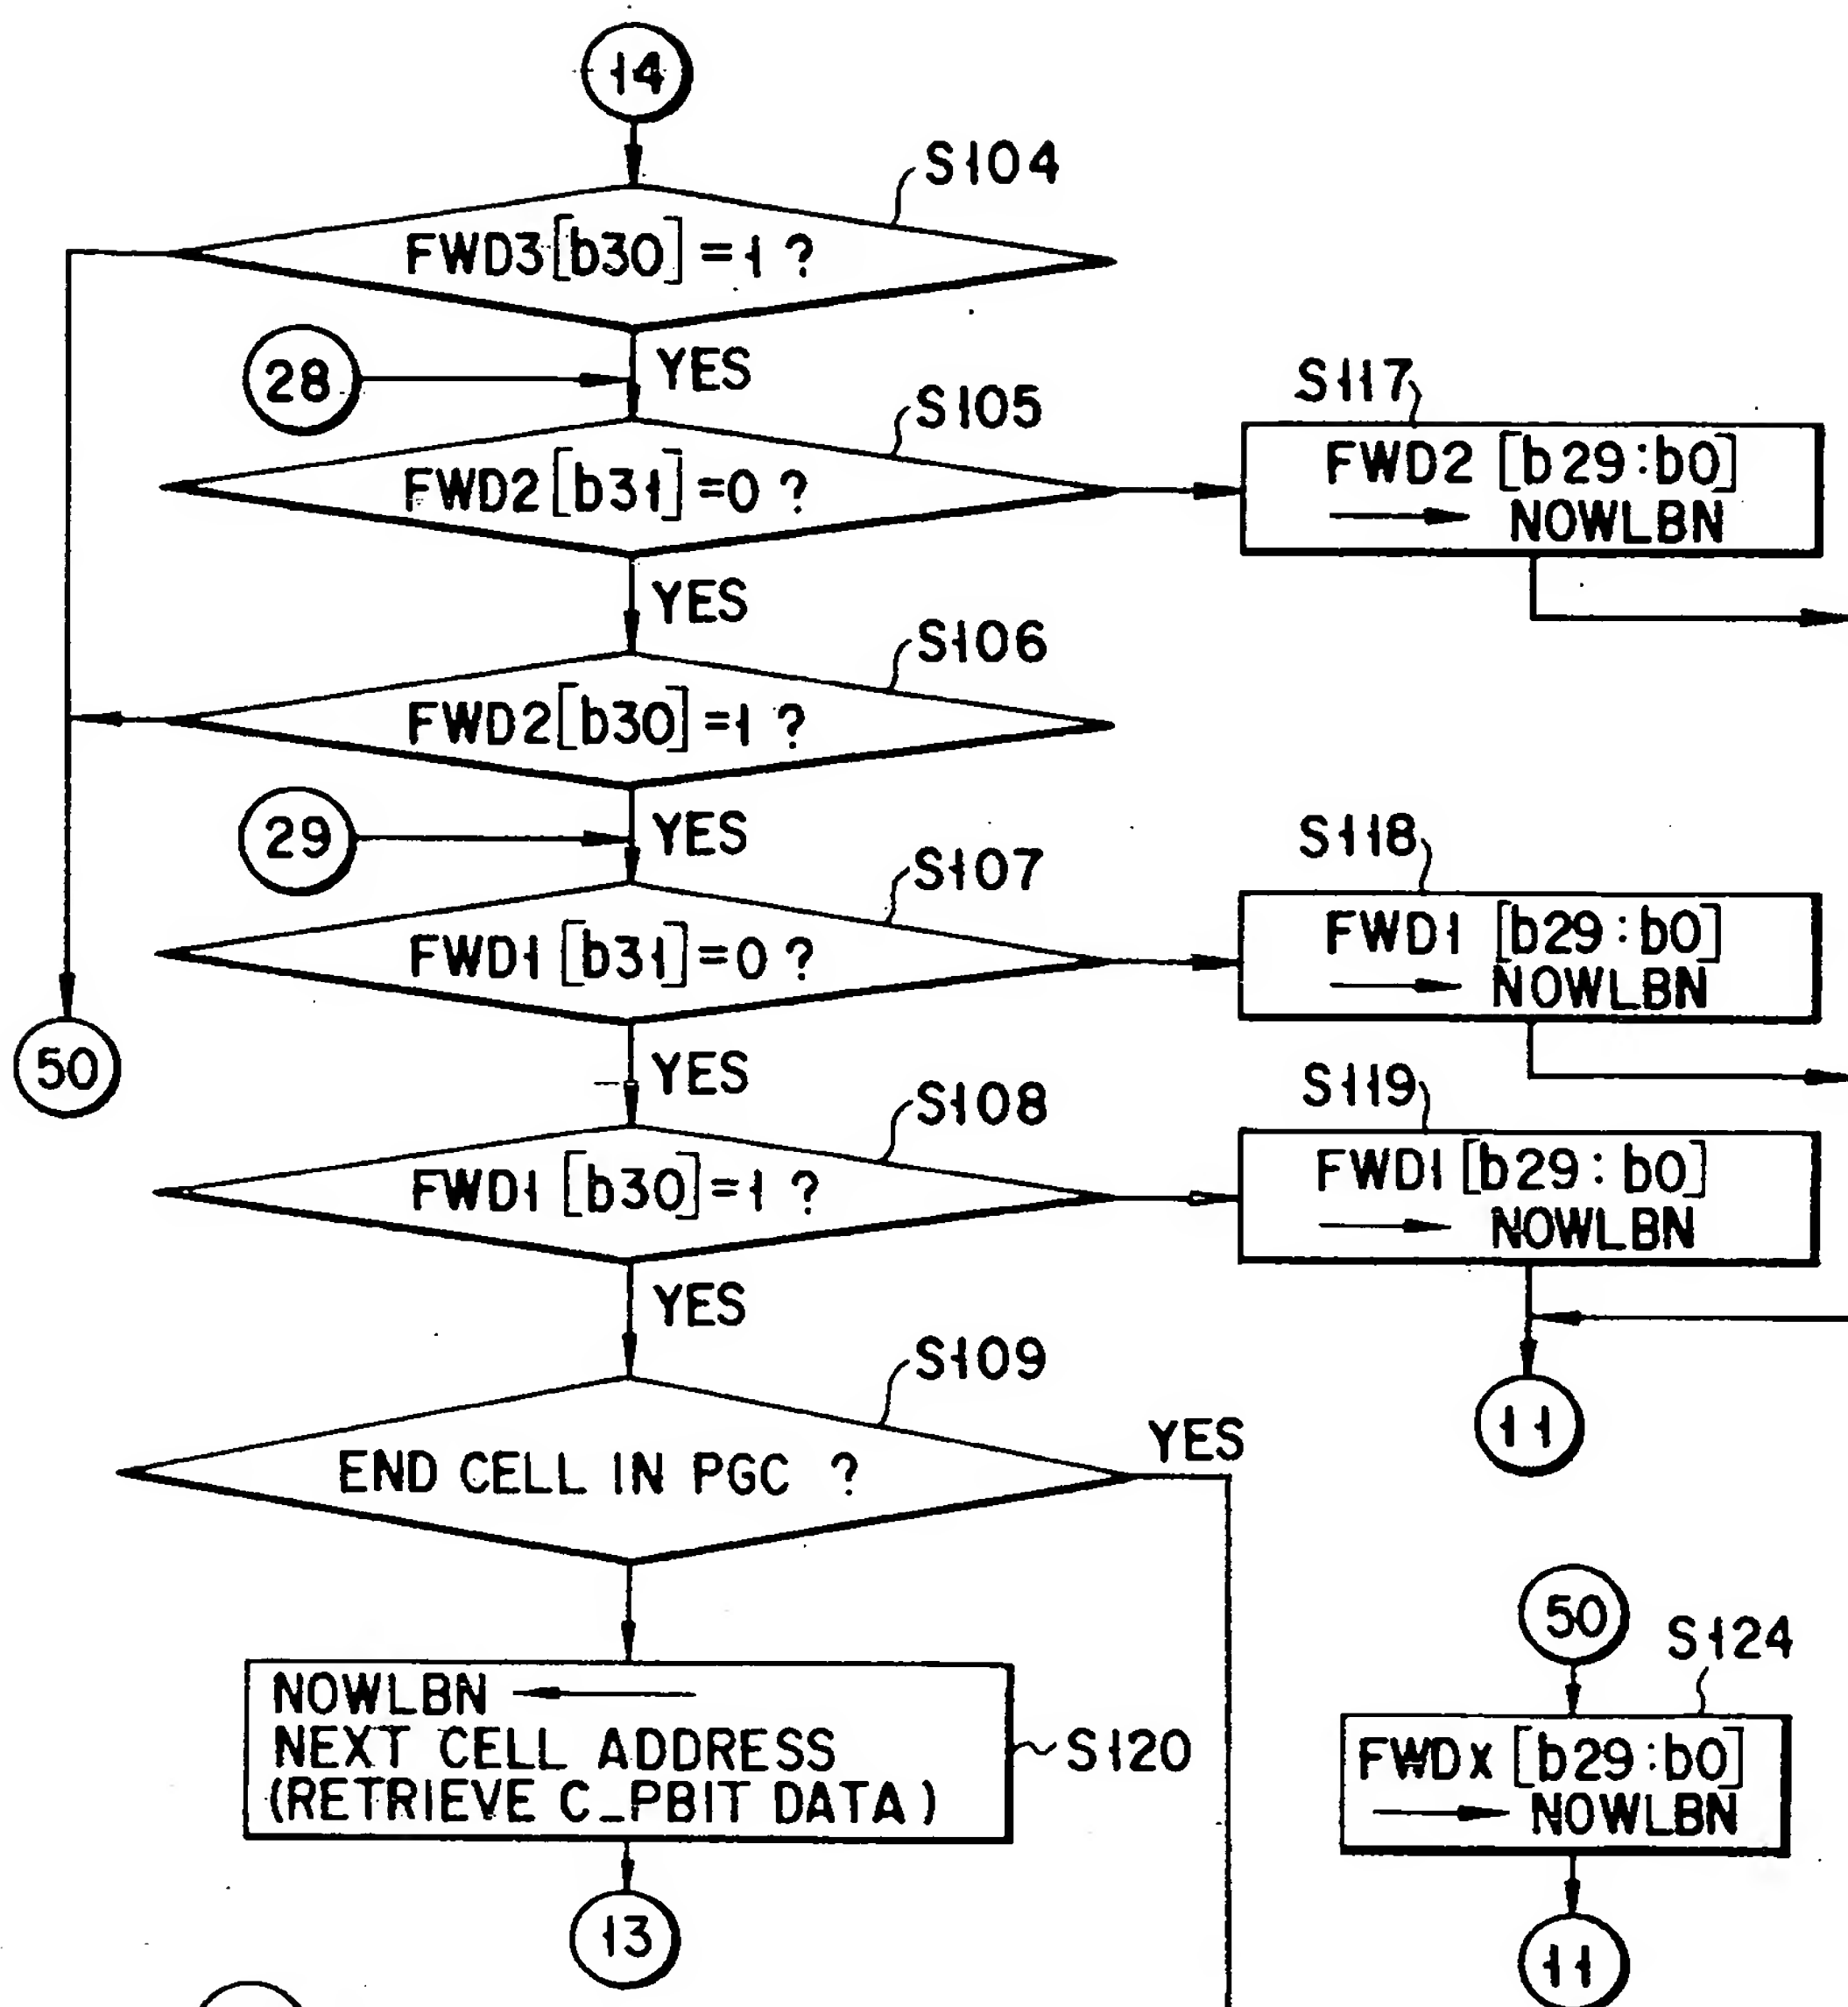 14
S104
FWD3[b30]=1 ?
28
YES
S105
FWD2[b31]=0 ?
S117
FWD2 [b29:b0]
NOWLBN
YES
S106
FWD2[b30]=1 ?
29
YES
S107
FWD1 [b31]=0 ?
S118
FWD1 [b29:b0]
NOWLBN
50
YES
S108
FWD1 [b30]=1 ?
S119
FWD1 [b29:b0]
NOWLBN
YES
11
S109
END CELL IN PGC ?
YES
NOWLBN
NEXT CELL ADDRESS
(RETRIEVE C_PBIT DATA)
S120
13
50
S124
FWDX [b29:b0]
NOWLBN
11